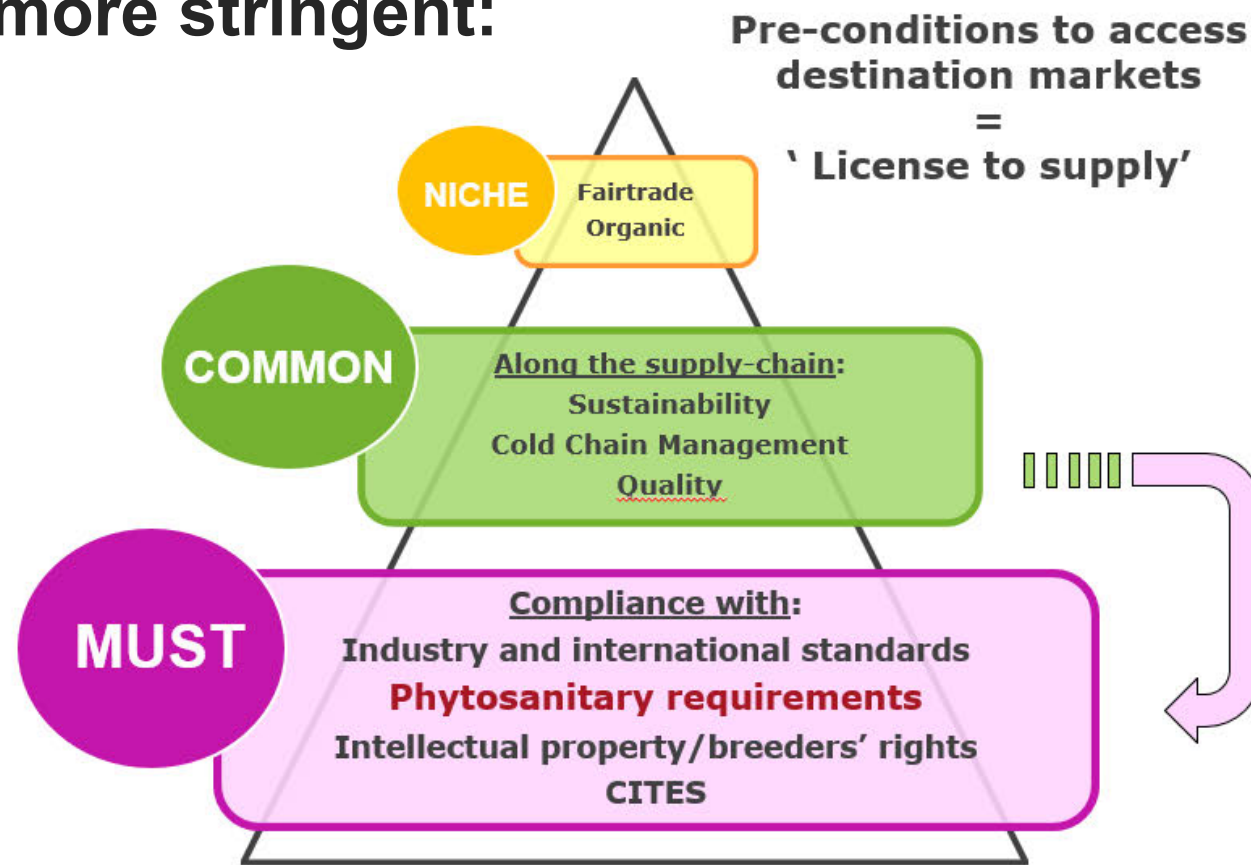 more stringent:
Pre-conditions to access
destination markets
=
‘ License to supply’
NICHE
Fairtrade
Organic
COMMON
Along the supply-chain:
Sustainability
Cold Chain Management
Quality
MUST
Compliance with:
Industry and international standards
Phytosanitary requirements
Intellectual property/breeders’ rights
CITES